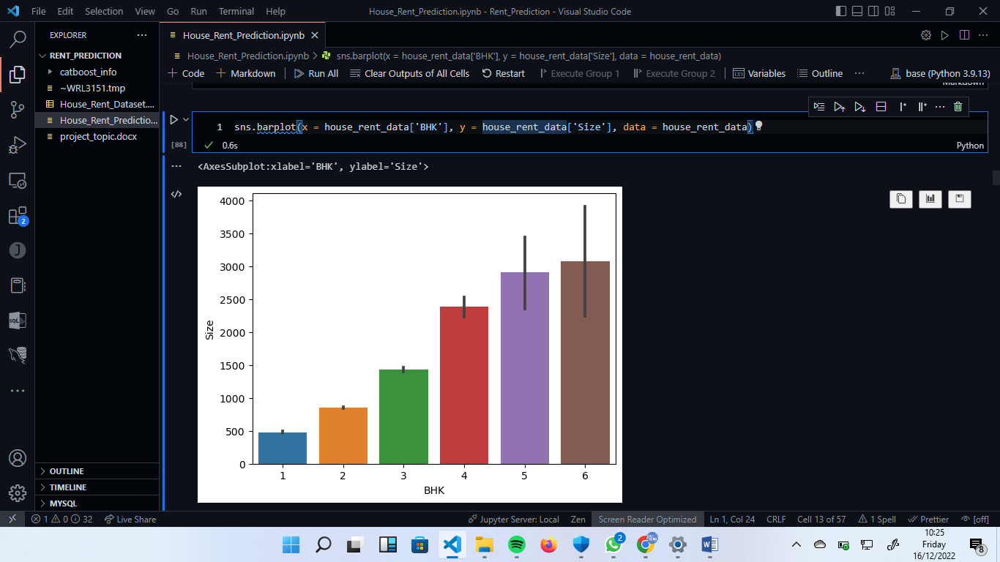 File Edit Selection View Go Run Terminal Help
House_Rent_Prediction.ipynb - Rent_Prediction - Visual Studio Code
EXPLORER
RENT_PREDICTION
catboost_info
~WRL3151.tmp
House_Rent_Dataset....
House_Rent_Predictio...
project_topic.docx
OUTLINE
TIMELINE
MYSQL
2
J
SQL
House_Rent_Prediction.ipynb
House_Rent_Prediction.ipynb > sns.barplot(x = house_rent_data['BHK'], y = house_rent_data['Size'], data = house_rent_data)
Code Markdown Run All Clear Outputs of All Cells Restart Execute Group 1 Execute Group 2 Variables Outline base (Python 3.9.13)
Markdown
1 sns.barplot(x = house_rent_data['BHK'], y = house_rent_data['Size'], data = house_rent_data)
[88] 0.6s Python
<AxesSubplot:xlabel='BHK', ylabel='Size'>
4000
3500
3000
2500
2000
1500
1000
500
0
Size
1 2 3 4 5 6
BHK
1 0 32 Live Share Jupyter Server: Local Zen Screen Reader Optimized Ln 1, Col 24 CRLF Cell 13 of 57 1 Spell Prettier [off]
2
10:25
Friday
16/12/2022
8